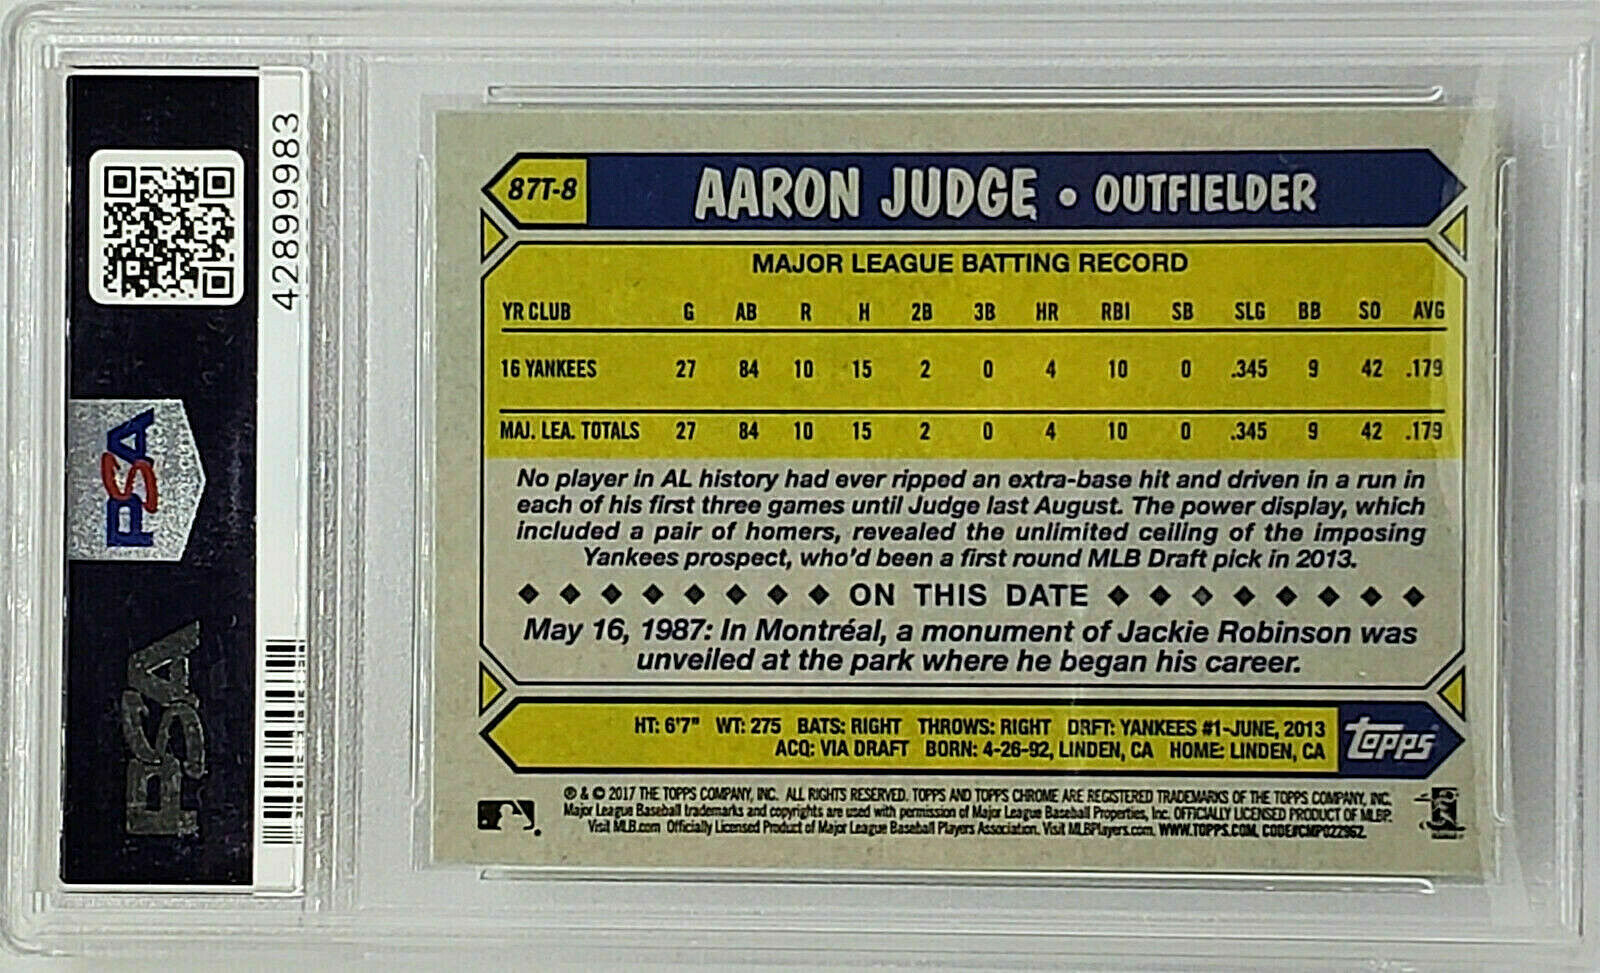 42899983
PSA
PSA
87T-8
AARON JUDGE • OUTFIELDER
MAJOR LEAGUE BATTING RECORD
YR CLUB G AB R H 2B 3B HR RBI SB SLG BB SO AVG
16 YANKEES 27 84 10 15 2 0 4 10 0 .345 9 42 .179
MAJ. LEA. TOTALS 27 84 10 15 2 0 4 10 0 .345 9 42 .179
No player in AL history had ever ripped an extra-base hit and driven in a run in
each of his first three games until Judge last August. The power display, which
included a pair of homers, revealed the unlimited ceiling of the imposing
Yankees prospect, who'd been a first round MLB Draft pick in 2013.
◆ ◆ ◆ ◆ ◆ ◆ ◆ ◆ ON THIS DATE ◆ ◆ ◆ ◆ ◆ ◆ ◆ ◆
May 16, 1987: In Montréal, a monument of Jackie Robinson was
unveiled at the park where he began his career.
HT: 6'7" WT: 275 BATS: RIGHT THROWS: RIGHT DRFT: YANKEES #1-JUNE, 2013
ACQ: VIA DRAFT BORN: 4-26-92, LINDEN, CA HOME: LINDEN, CA
Topps
® & © 2017 THE TOPPS COMPANY, INC. ALL RIGHTS RESERVED. TOPPS AND TOPPS CHROME ARE REGISTERED TRADEMARKS OF THE TOPPS COMPANY, INC.
Major League Baseball trademarks and copyrights are used with permission of Major League Baseball Properties, Inc. OFFICIALLY LICENSED PRODUCT OF MLBP.
Visit MLB.com Officially Licensed Product of Major League Baseball Players Association. Visit MLBPlayers.com. WWW.TOPPS.COM, CODE#CMP022962.